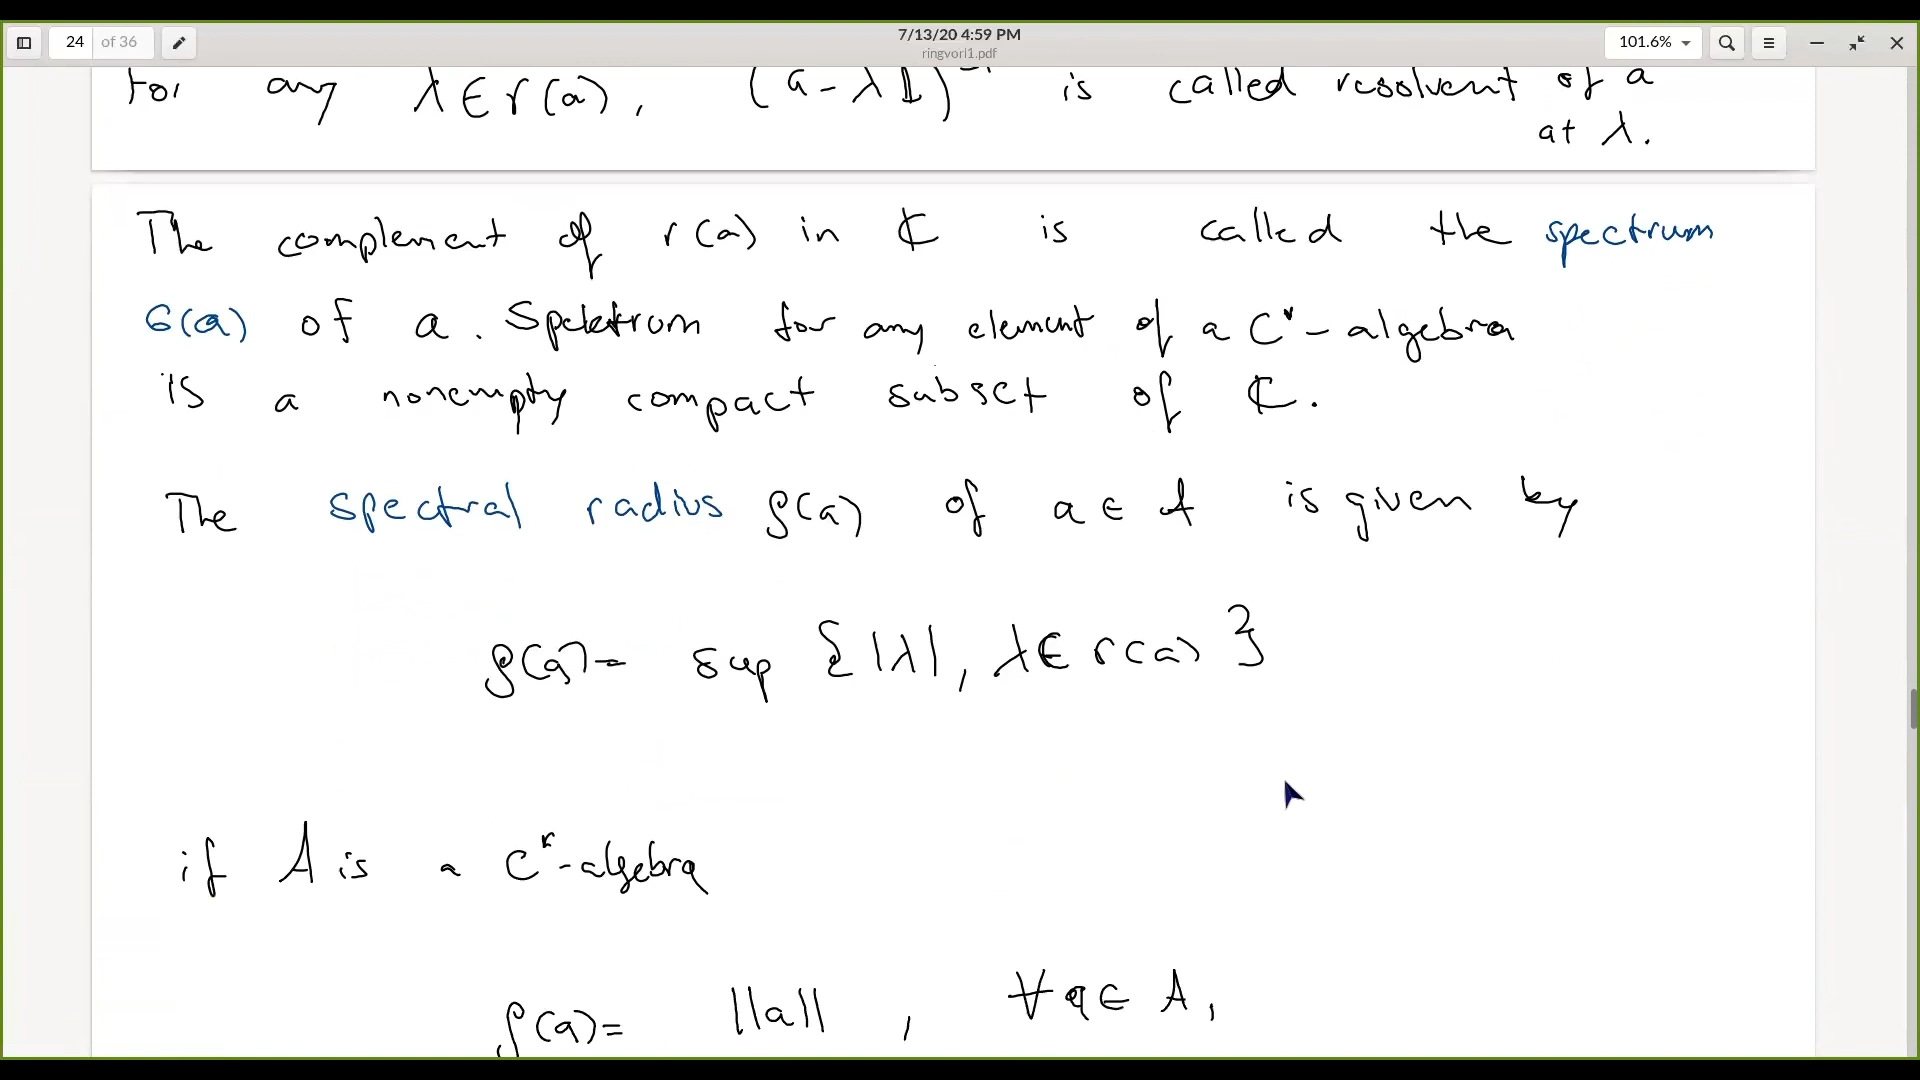 24 of 36
7/13/20 4:59 PM
ringvorl1.pdf
101.6%
For any λ∈r(a), (a-λ𝟙)⁻¹ is called resolvent of a
at λ.
The complement of r(a) in ℂ is called the spectrum
σ(a) of a. Spektrum for any element of a C*-algebra
is a nonempty compact subset of ℂ.
The spectral radius ρ(a) of a ∈ A is given by
ρ(a) = sup {|λ|, λ∈ r(a)}
if A is a C*-algebra
ρ(a) = ||a||, ∀ a ∈ A,